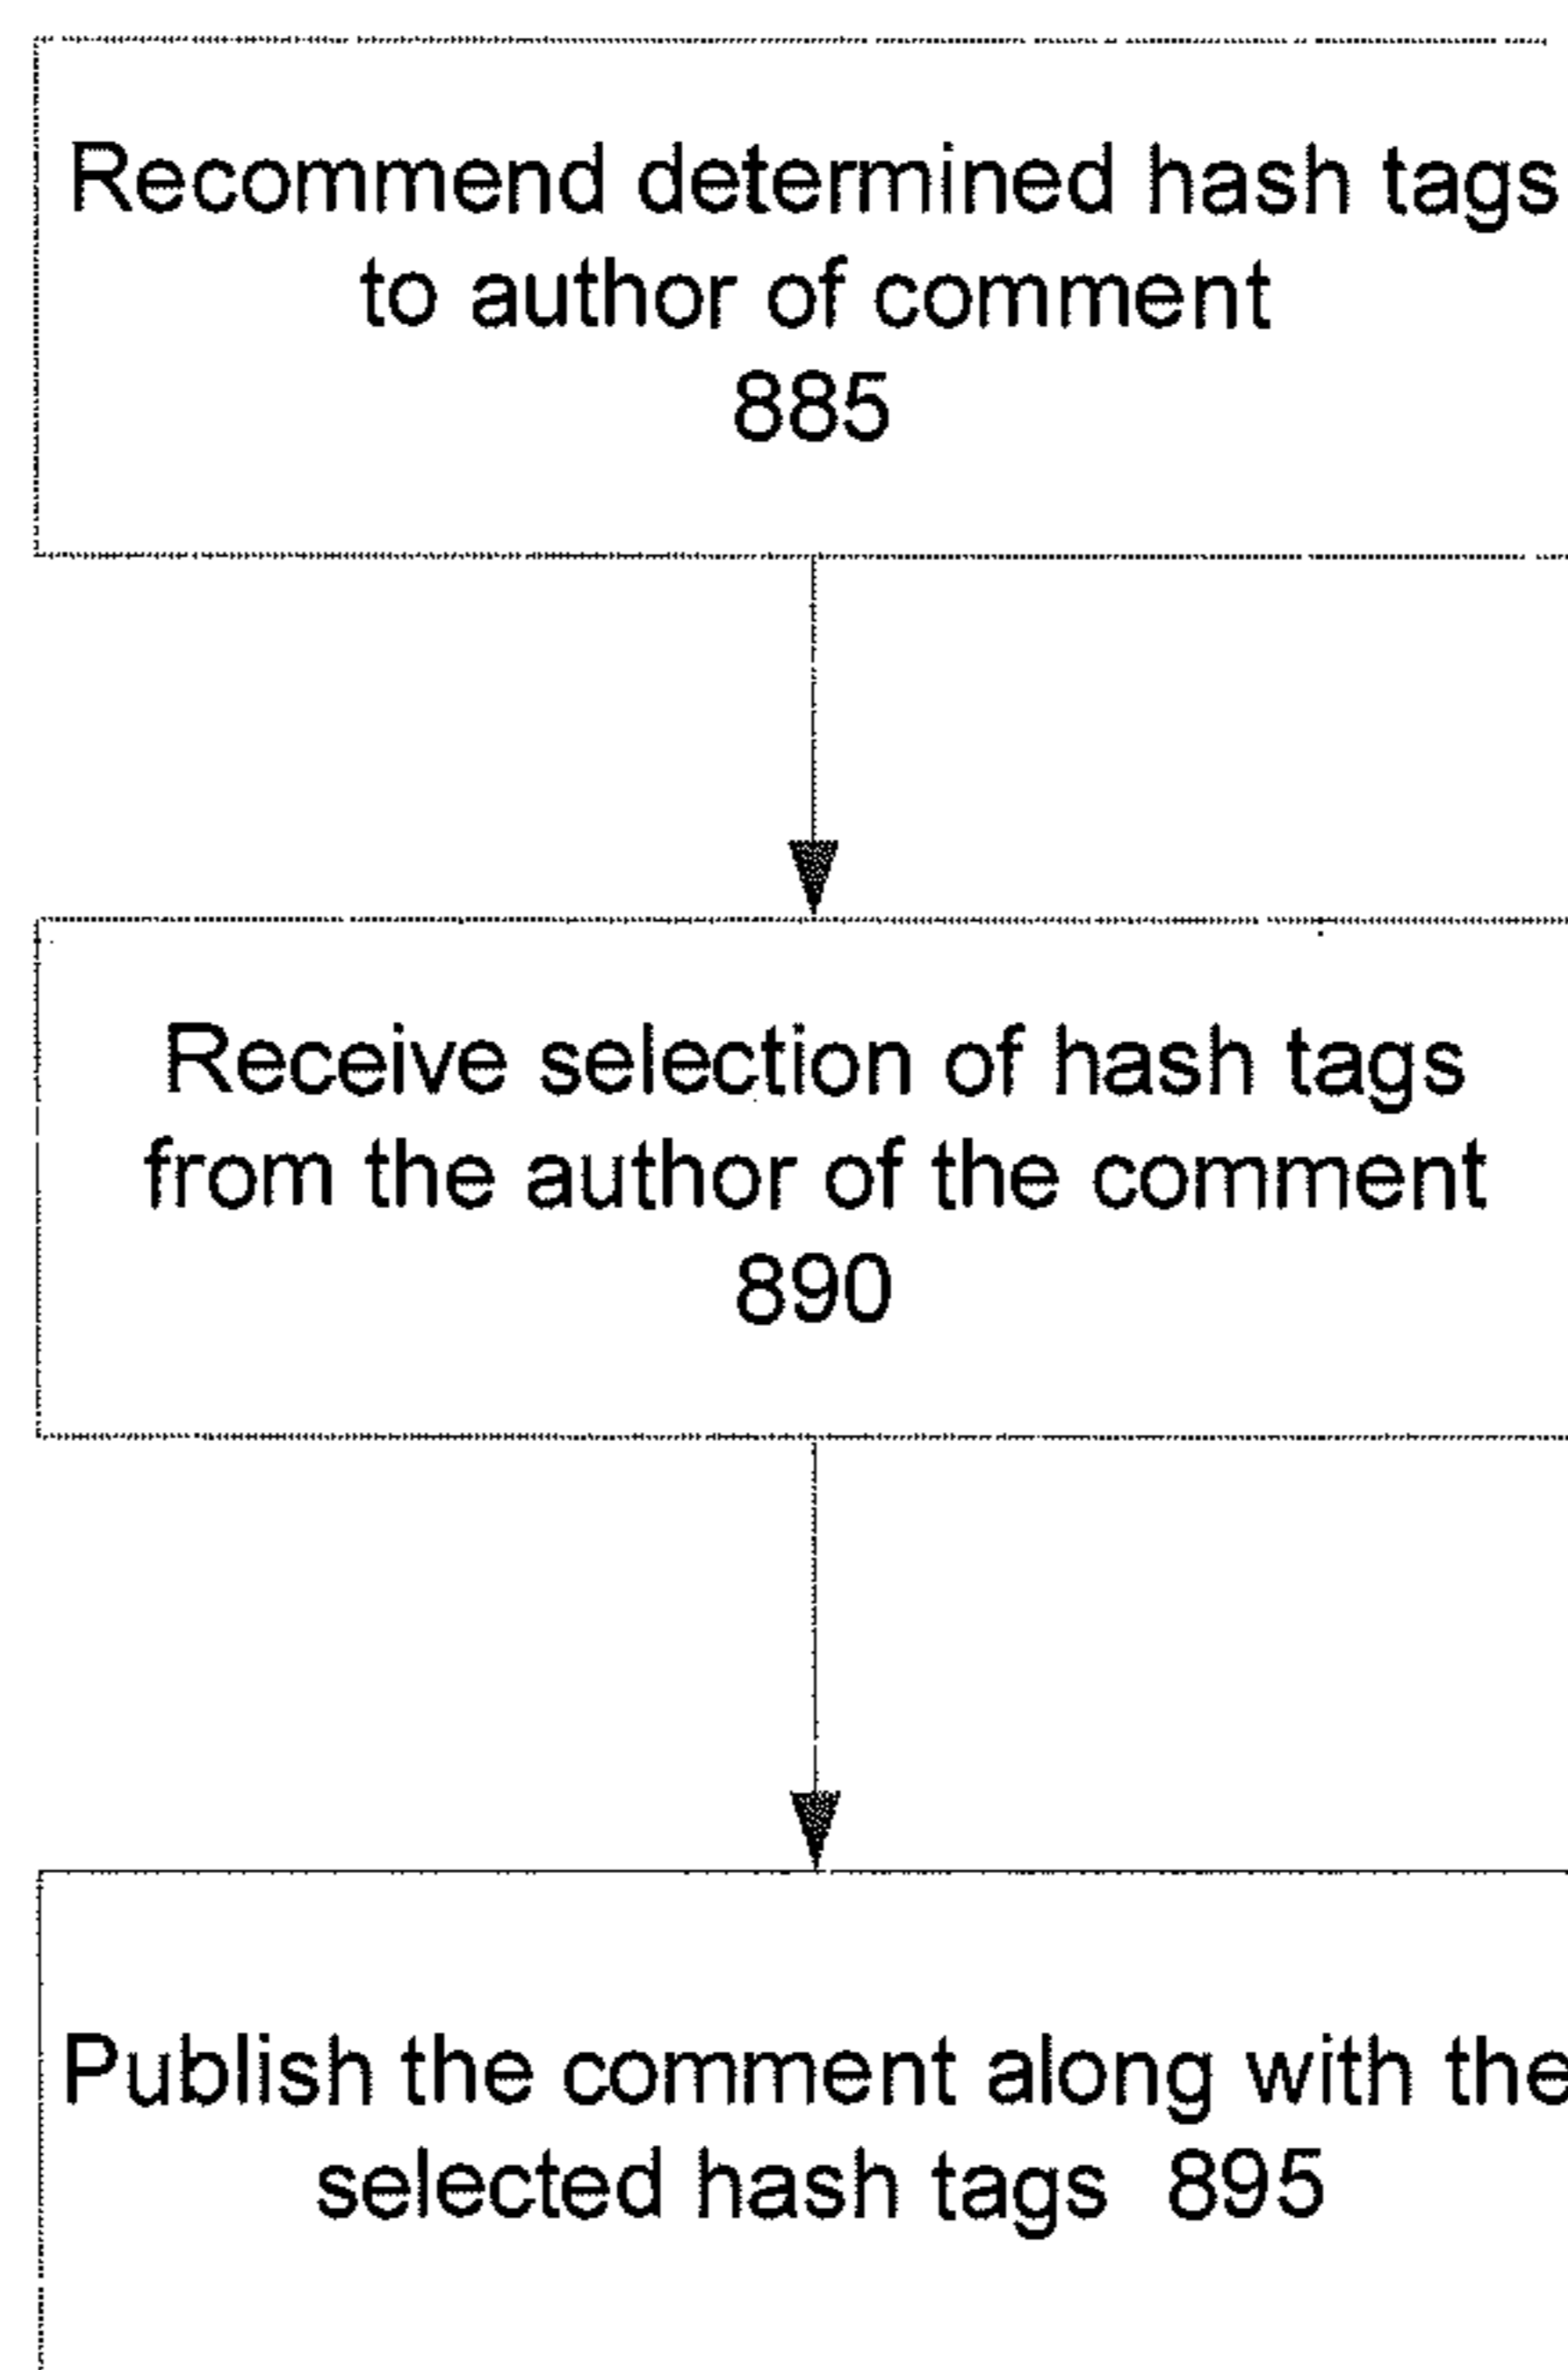 Recommend determined hash tags
to author of comment
885
Receive selection of hash tags
from the author of the comment
890
Publish the comment along with the
selected hash tags 895